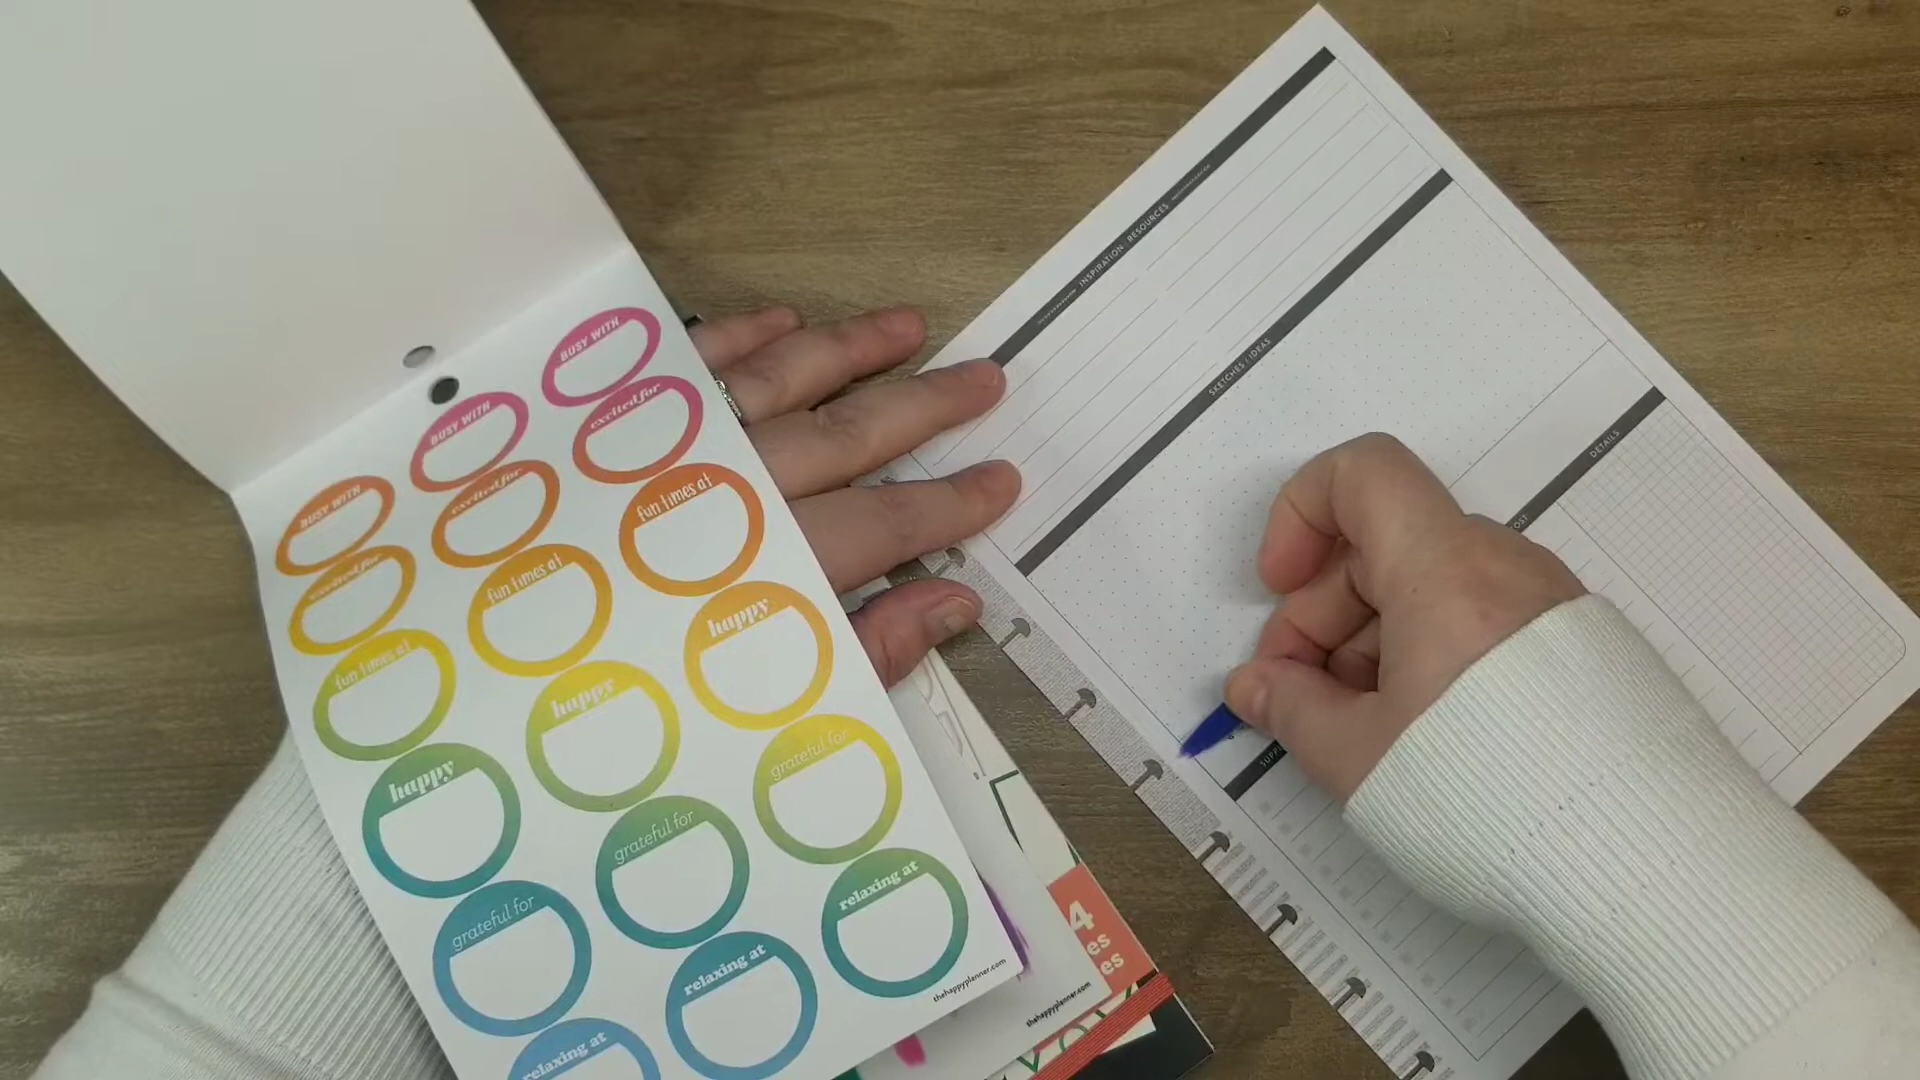 BUSY WITH
BUSY WITH
BUSY WITH
excited for
excited for
excited for
fun times at
fun times at
fun times at
happy
happy
happy
grateful for
grateful for
grateful for
relaxing at
relaxing at
relaxing at
thehappyplanner.com
thehappyplanner.com
4
INSPIRATION
RESOURCES
SKETCHES / IDEAS
DETAILS